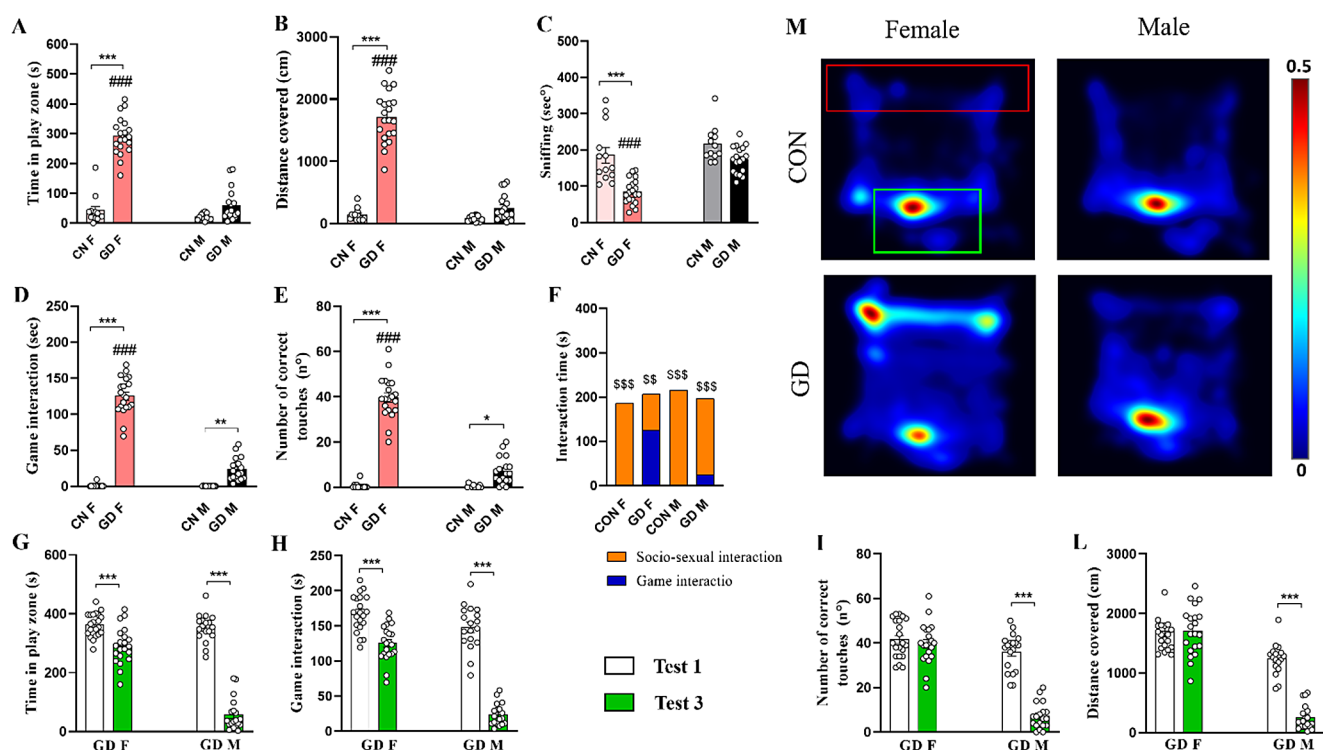 A
Time in play zone (s)
600
500
400
300
200
100
0
***
###
CN F
GD F
CN M
GD M
B
Distance covered (cm)
3000
2000
1000
0
***
###
CN F
GD F
CN M
GD M
C
Sniffing (sec°)
500
400
300
200
100
0
***
###
CN F
GD F
CN M
GD M
M
Female
Male
CON
GD
0.5
0
D
Game interaction (sec)
250
200
150
100
50
0
***
###
**
CN F
GD F
CN M
GD M
E
Number of correct
touches (n°)
80
60
40
20
0
***
###
*
CN F
GD F
CN M
GD M
F
Interaction time (s)
400
300
200
100
0
$$$
$$
$$$
$$$
CON F
GD F
CON M
GD M
Socio-sexual interaction
Game interactio
G
Time in play zone (s)
600
400
200
0
***
***
GD F
GD M
H
Game interaction (s)
250
200
150
100
50
0
***
***
GD F
GD M
Test 1
Test 3
I
Number of correct
touches (n°)
80
60
40
20
0
***
GD F
GD M
L
Distance covered (cm)
3000
2000
1000
0
***
GD F
GD M